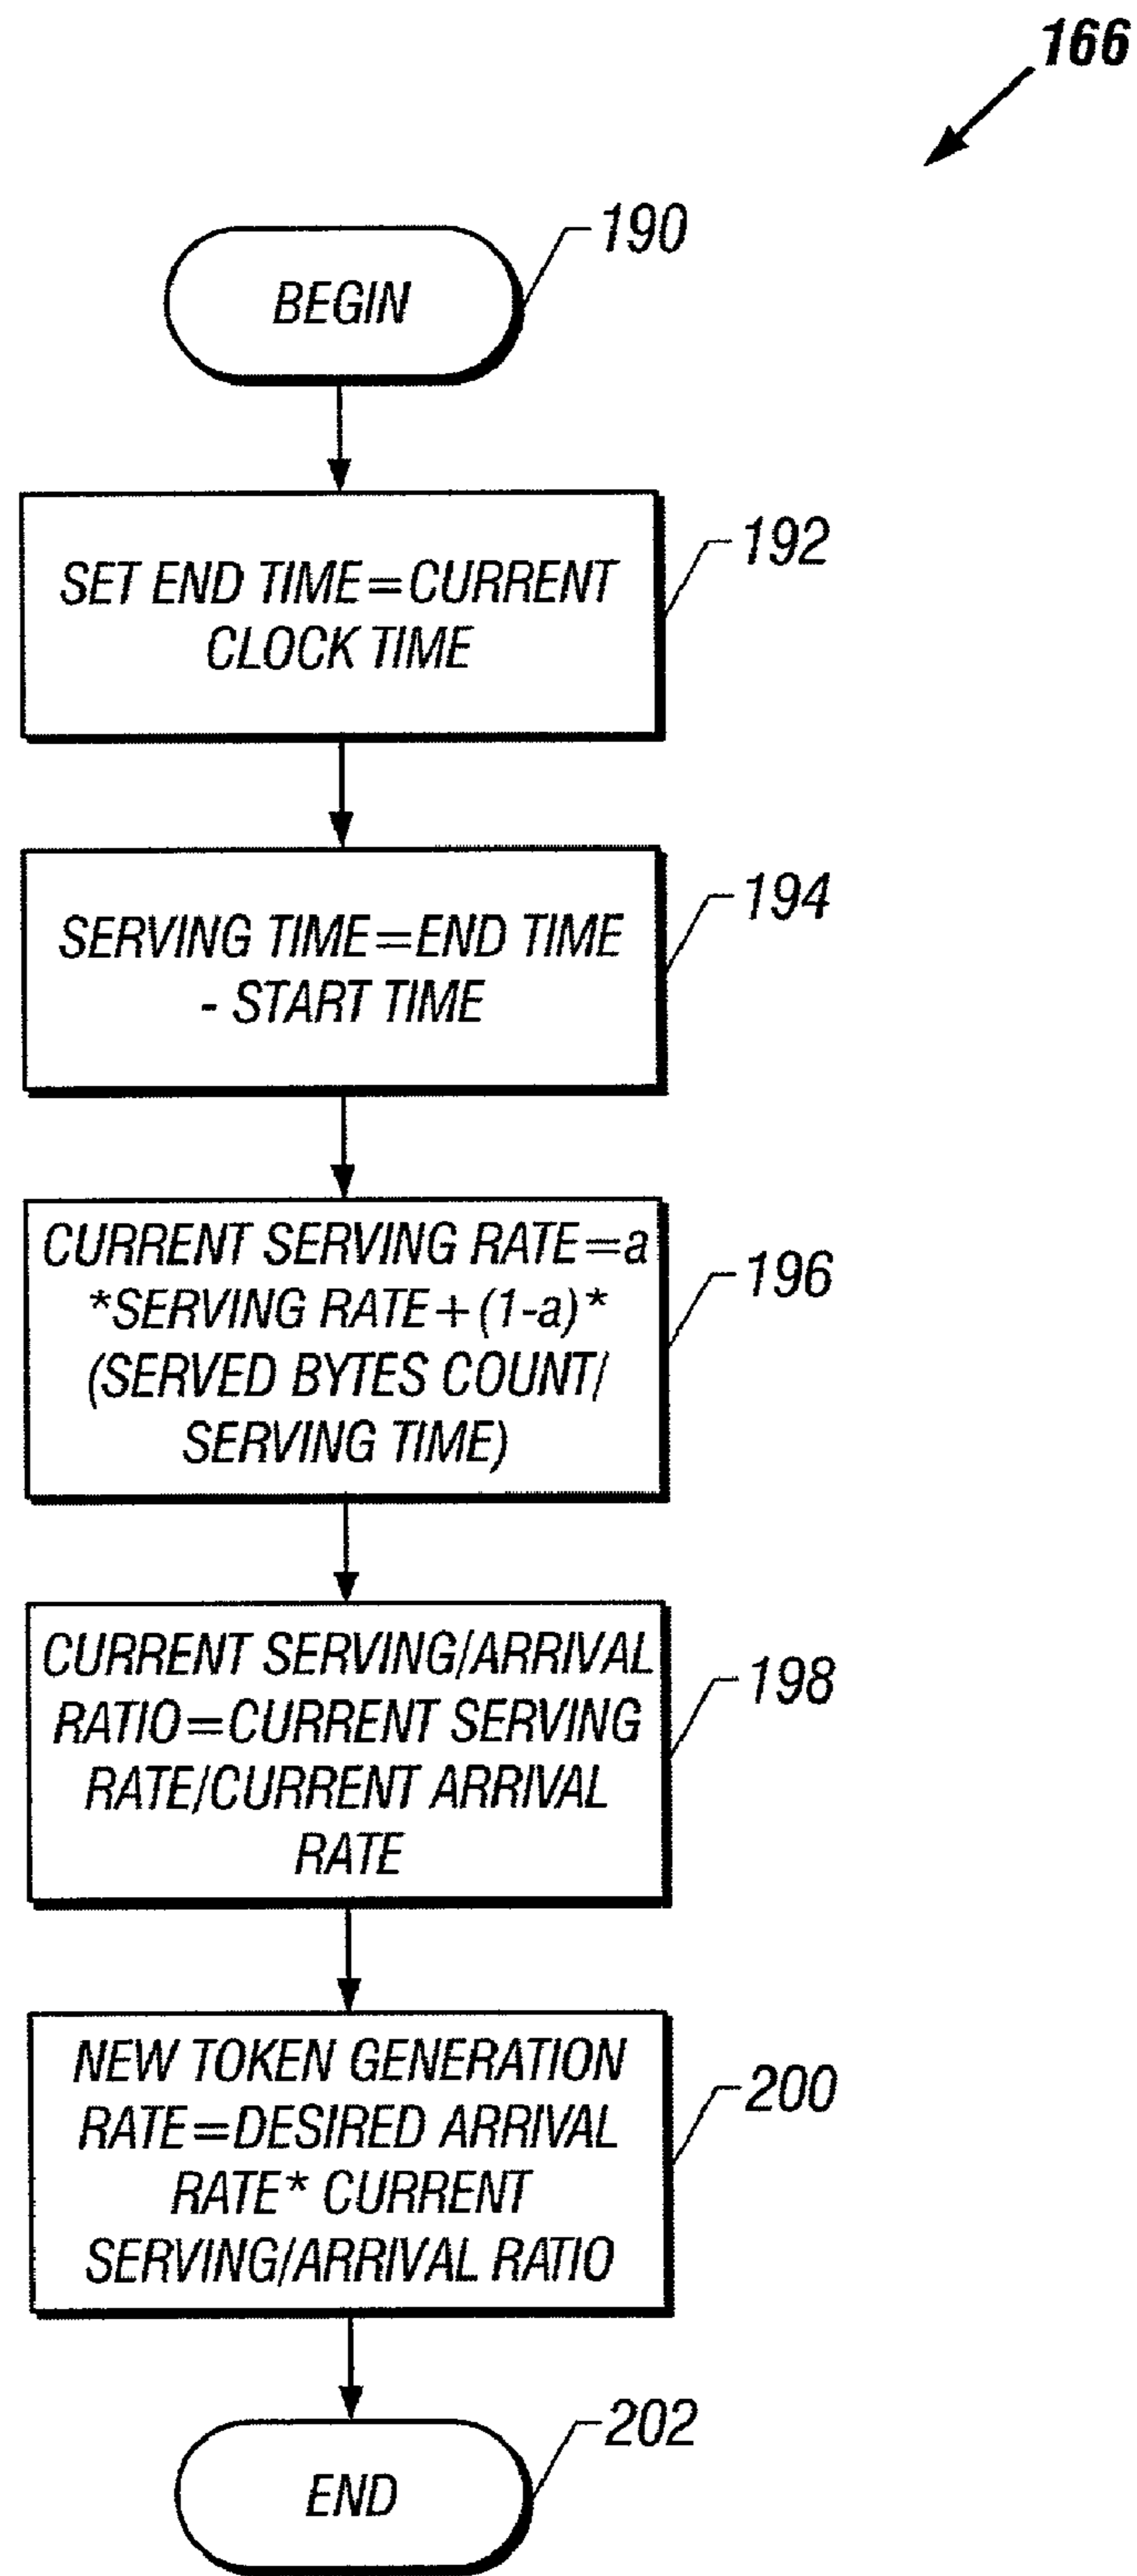 166
190
BEGIN
192
SET END TIME=CURRENT
CLOCK TIME
194
SERVING TIME=END TIME
- START TIME
196
CURRENT SERVING RATE=a
*SERVING RATE+(1-a)*
(SERVED BYTES COUNT/
SERVING TIME)
198
CURRENT SERVING/ARRIVAL
RATIO=CURRENT SERVING
RATE/CURRENT ARRIVAL
RATE
200
NEW TOKEN GENERATION
RATE=DESIRED ARRIVAL
RATE* CURRENT
SERVING/ARRIVAL RATIO
202
END